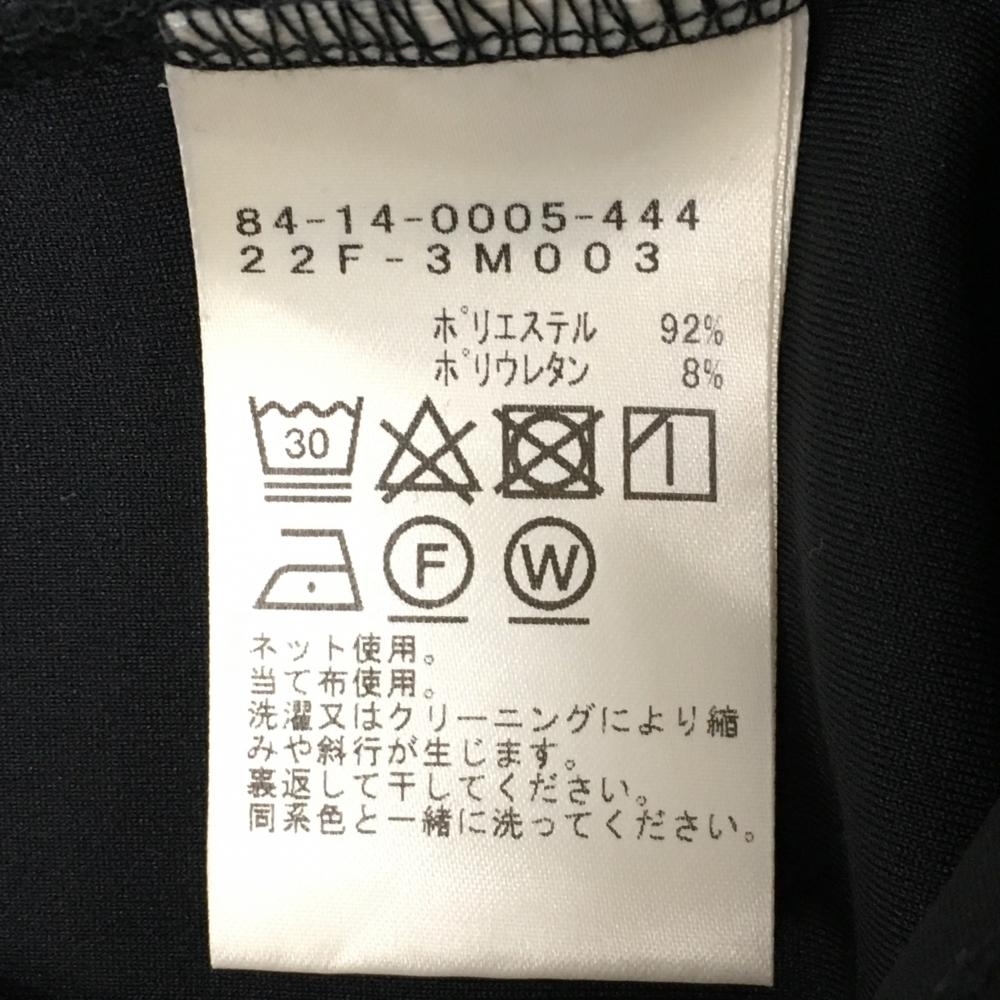 84-14-0005-444
22F-3M003
ポリエステル 92%
ポリウレタン 8%
30
F W
ネット使用。
当て布使用。
洗濯又はクリーニングにより縮
みや斜行が生じます。
裏返して干してください。
同系色と一緒に洗ってください。